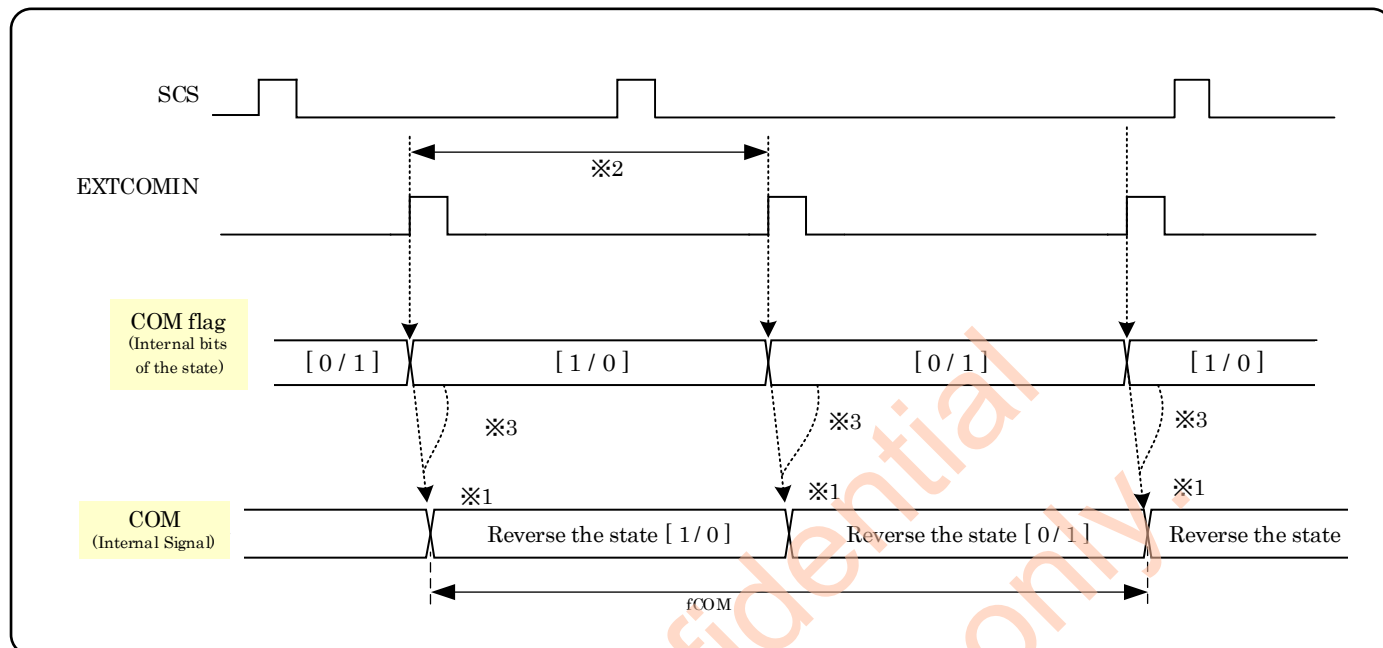 SCS
※2
EXTCOMIN
COM flag
(Internal bits
of the state)
[ 0 / 1 ]
[ 1 / 0 ]
[ 0 / 1 ]
[ 1 / 0 ]
※3
※3
※3
※1
※1
※1
COM
(Internal Signal)
Reverse the state [ 1 / 0 ]
Reverse the state [ 0 / 1 ]
Reverse the state
fCOM
fidential
only.